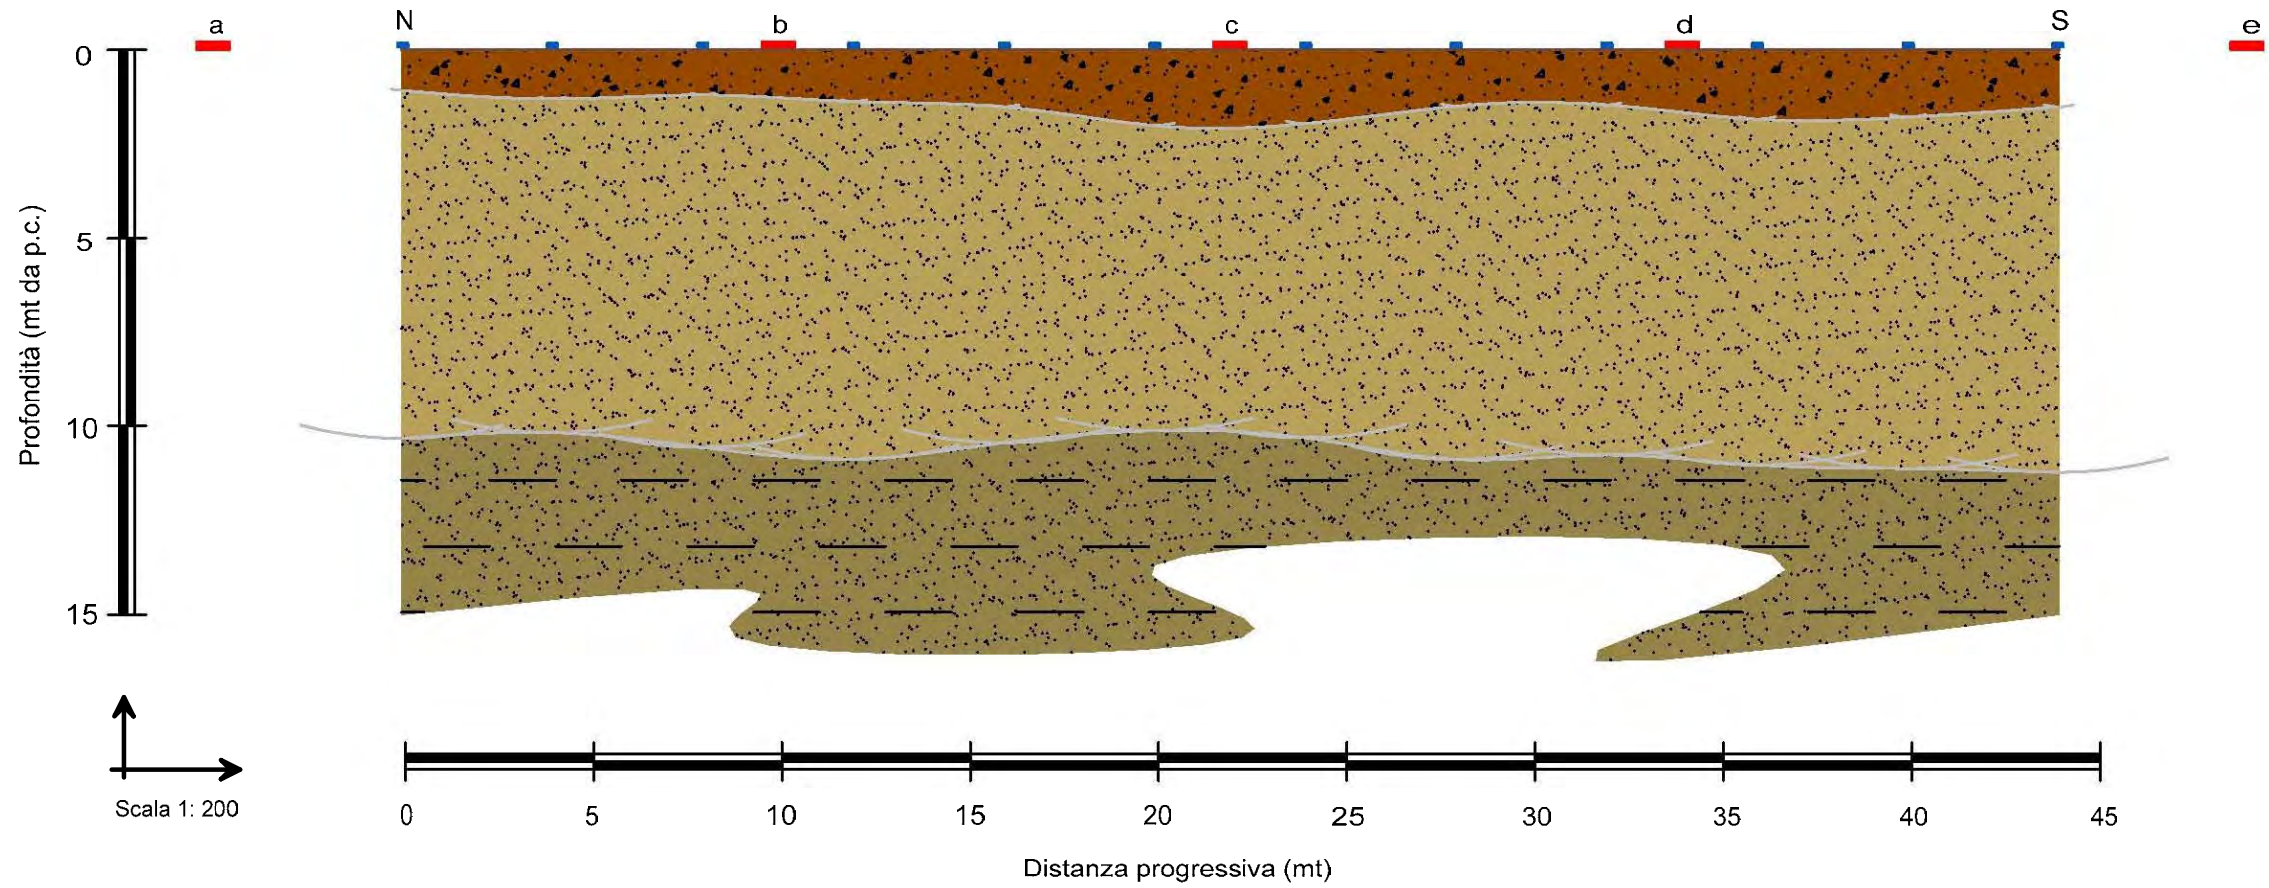 a N b c d S e
0
5
10
15
Profondità (mt da p.c.)
Scala 1: 200
0 5 10 15 20 25 30 35 40 45
Distanza progressiva (mt)